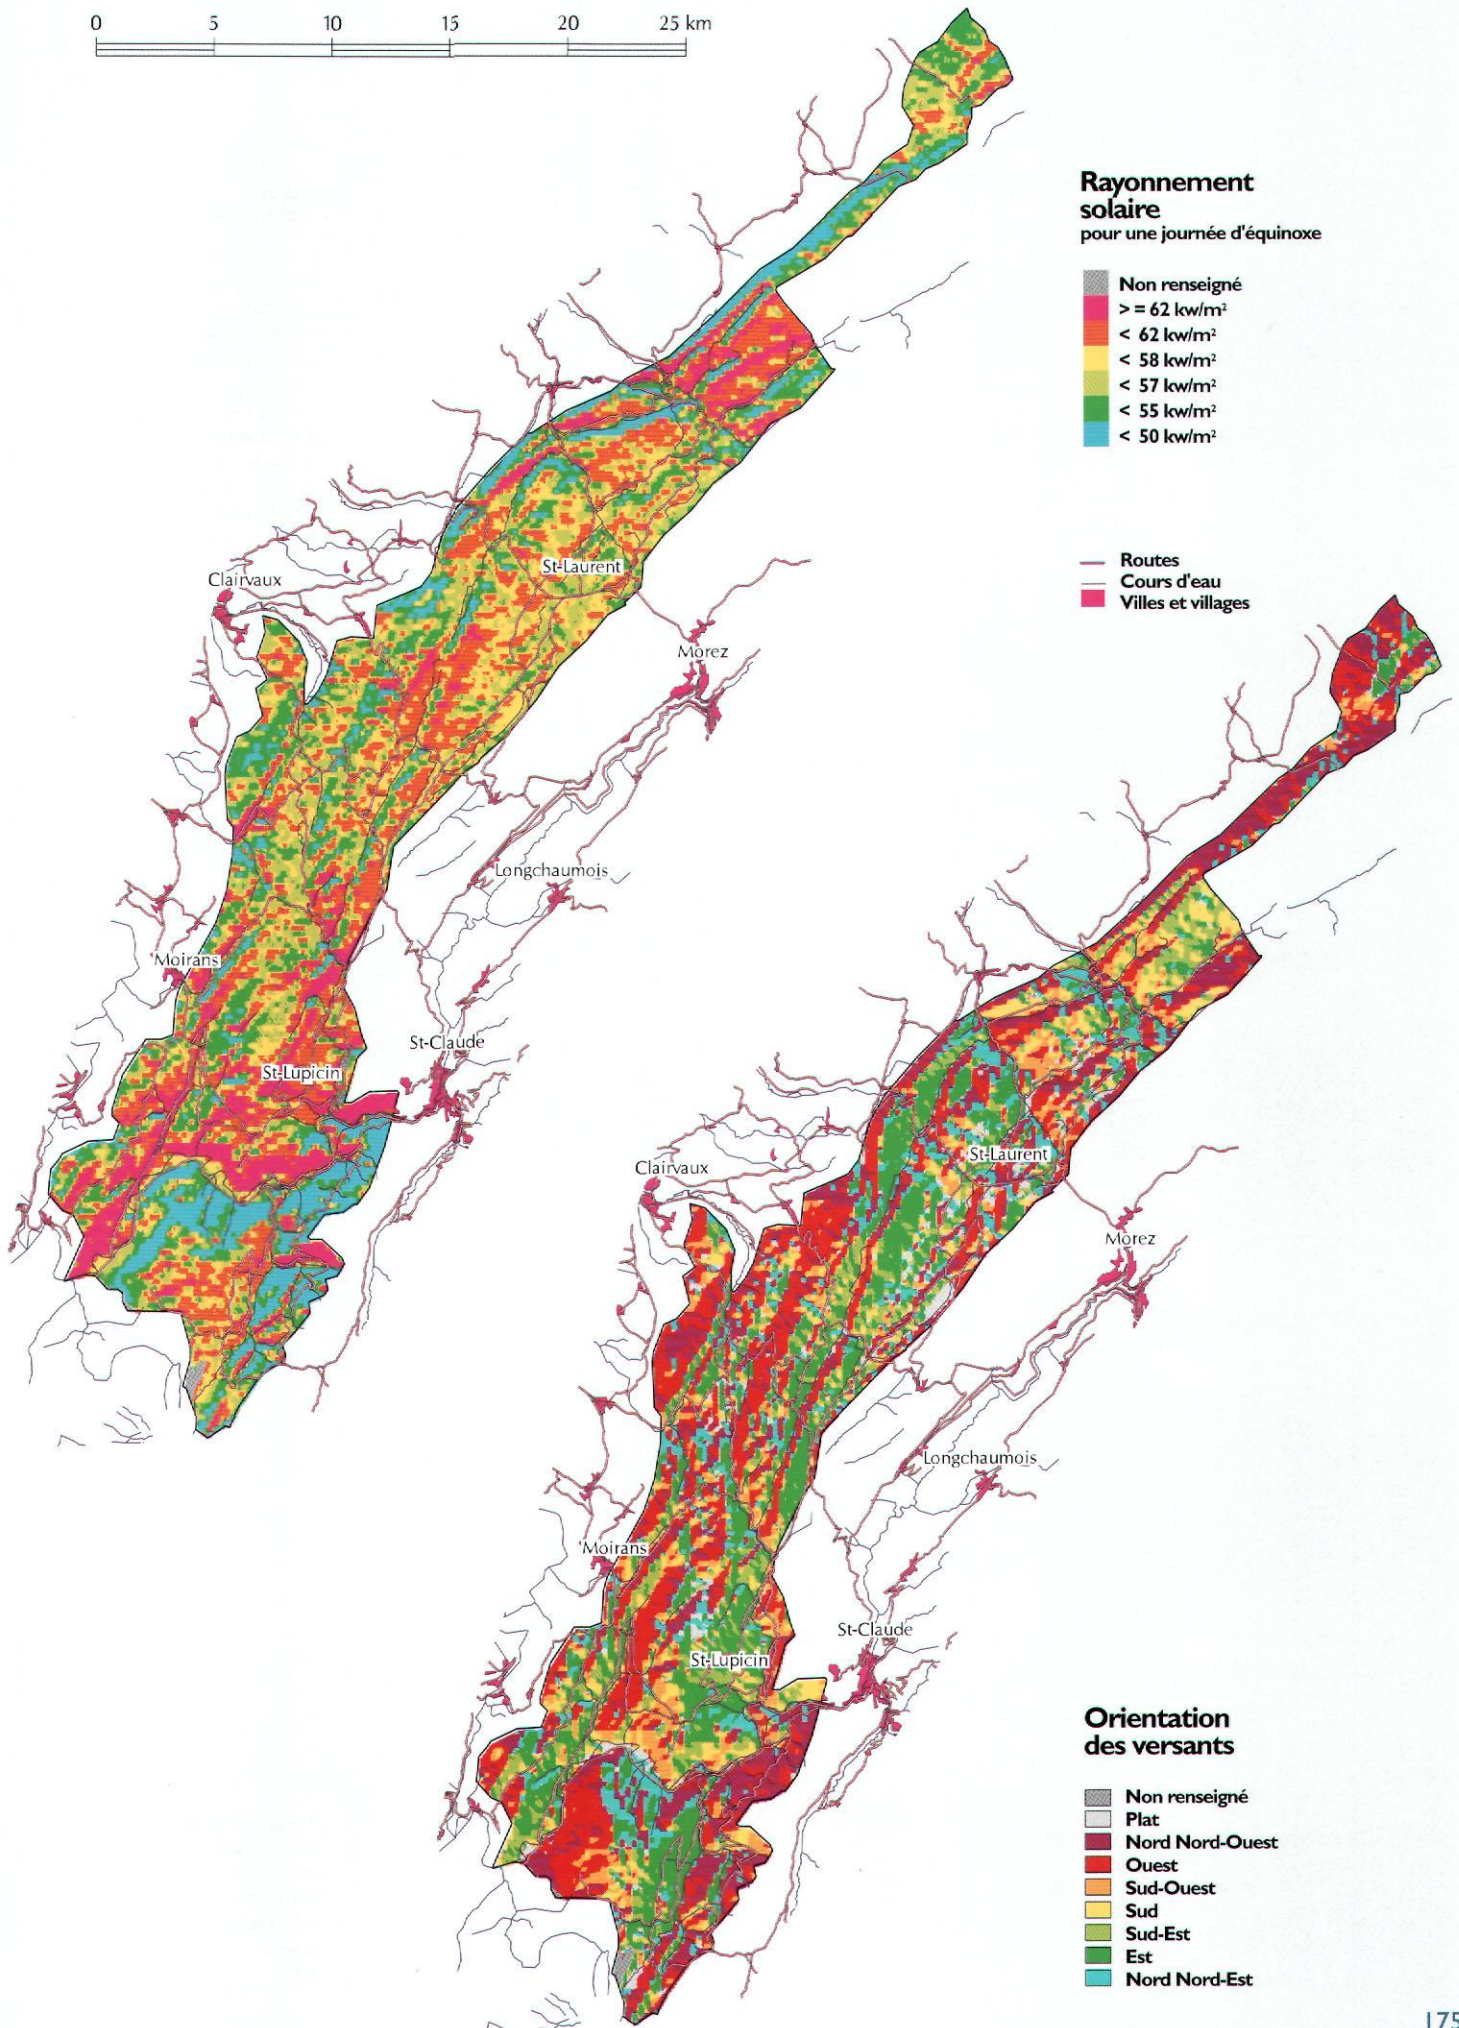 0 5 10 15 20 25 km
Rayonnement
solaire
pour une journée d'équinoxe
Non renseigné
> = 62 kw/m²
< 62 kw/m²
< 58 kw/m²
< 57 kw/m²
< 55 kw/m²
< 50 kw/m²
Routes
Cours d'eau
Villes et villages
St-Laurent
Clairvaux
Morez
Longchaumois
Moirans
St-Claude
St-Lupicin
St-Laurent
Clairvaux
Morez
Longchaumois
Moirans
St-Claude
St-Lupicin
Orientation
des versants
Non renseigné
Plat
Nord Nord-Ouest
Ouest
Sud-Ouest
Sud
Sud-Est
Est
Nord Nord-Est
175